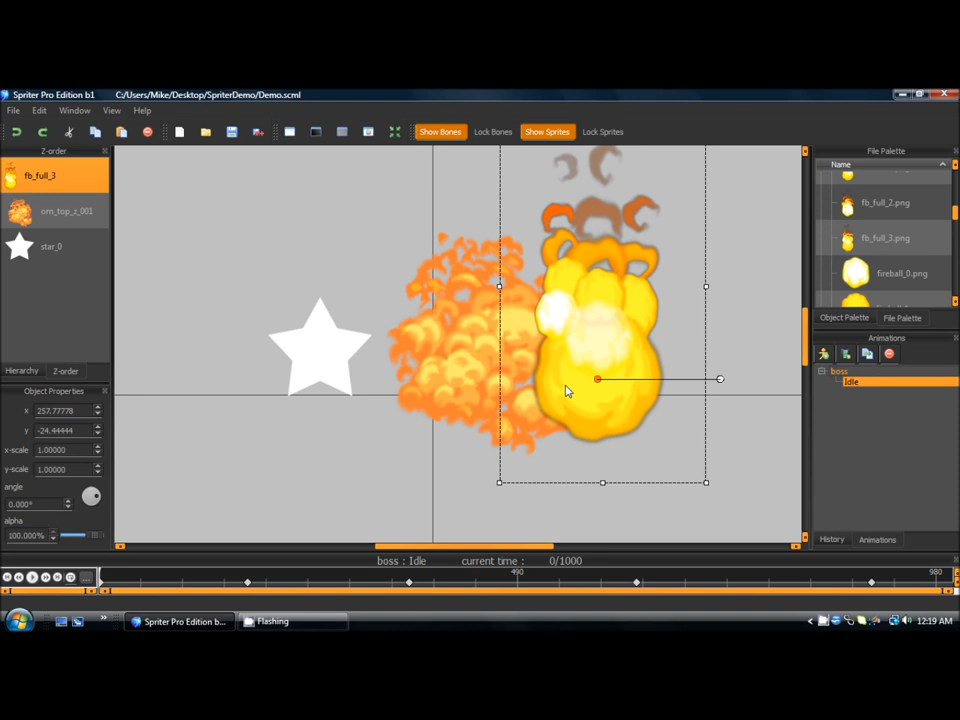 Spriter Pro Edition b1 C:/Users/Mike/Desktop/SpriterDemo/Demo.scml
File Edit Window View Help
Show Bones Lock Bones Show Sprites Lock Sprites
Z-order
fb_full_3
om_top_z_001
star_0
Hierarchy Z-order
Object Properties
x 257.77778
y -24.44444
x-scale 1.00000
y-scale 1.00000
angle
0.000°
alpha
100.000%
File Palette
Name
fb_full_2.png
fb_full_3.png
fireball_0.png
Object Palette File Palette
Animations
boss
Idle
History Animations
boss : Idle current time : 0/1000
490 980
...
Spriter Pro Edition b... Flashing 12:19 AM